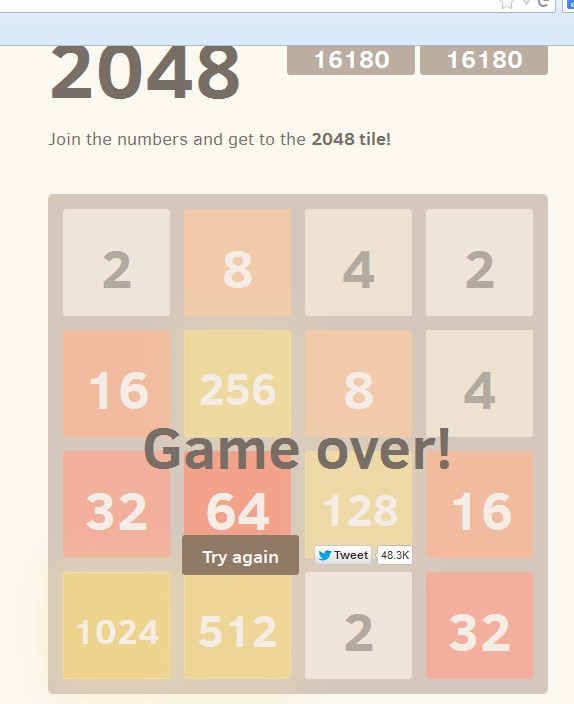 2048 16180 16180
Join the numbers and get to the 2048 tile!
2 8 4 2
16 256 8 4
Game over!
32 64 128 16
Try again Tweet 48.3K
1024 512 2 32